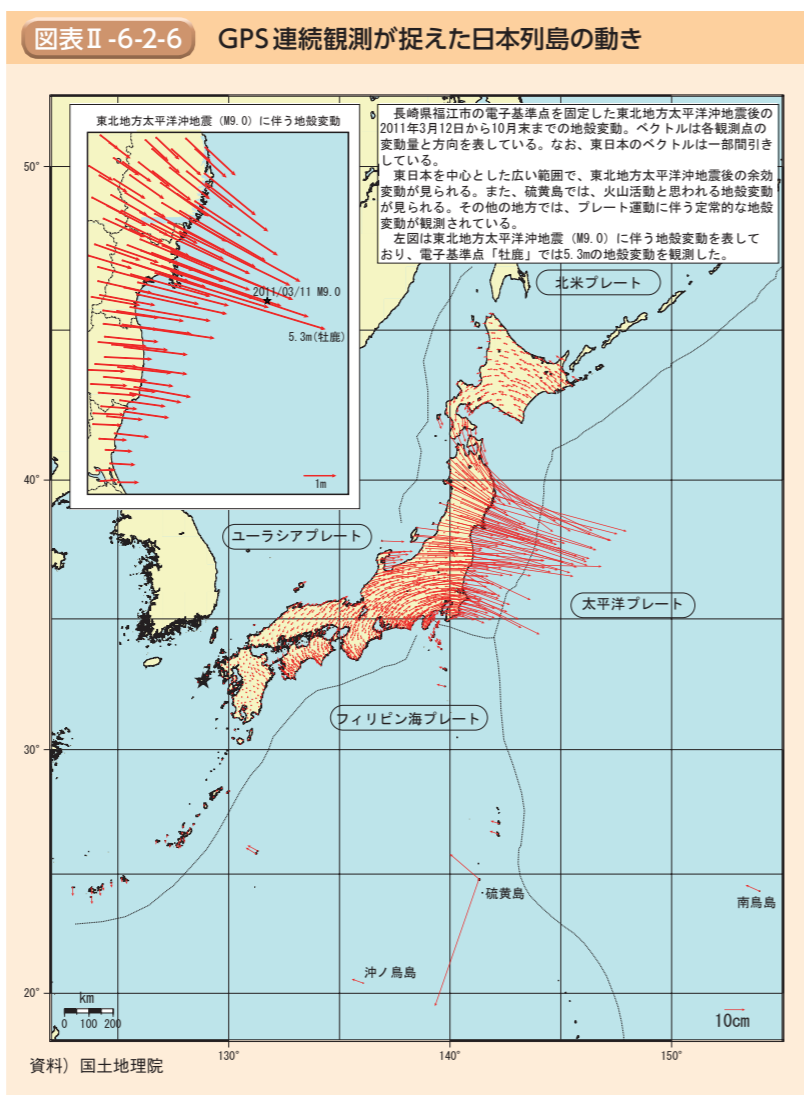 図表Ⅱ-6-2-6 GPS連続観測が捉えた日本列島の動き
東北地方太平洋沖地震（M9.0）に伴う地殻変動
2011/03/11 M9.0
5.3m(牡鹿)
1m
長崎県福江市の電子基準点を固定した東北地方太平洋沖地震後の
2011年3月12日から10月末までの地殻変動。ベクトルは各観測点の
変動量と方向を表している。なお、東日本のベクトルは一部間引き
している。
東日本を中心とした広い範囲で、東北地方太平洋沖地震後の余効
変動が見られる。また、硫黄島では、火山活動と思われる地殻変動
が見られる。その他の地方では、プレート運動に伴う定常的な地殻
変動が観測されている。
左図は東北地方太平洋沖地震（M9.0）に伴う地殻変動を表して
おり、電子基準点「牡鹿」では5.3mの地殻変動を観測した。
50°
北米プレート
40°
ユーラシアプレート
太平洋プレート
フィリピン海プレート
30°
硫黄島
南鳥島
沖ノ鳥島
20°
km
0 100 200
10cm
130°
140°
150°
資料）国土地理院